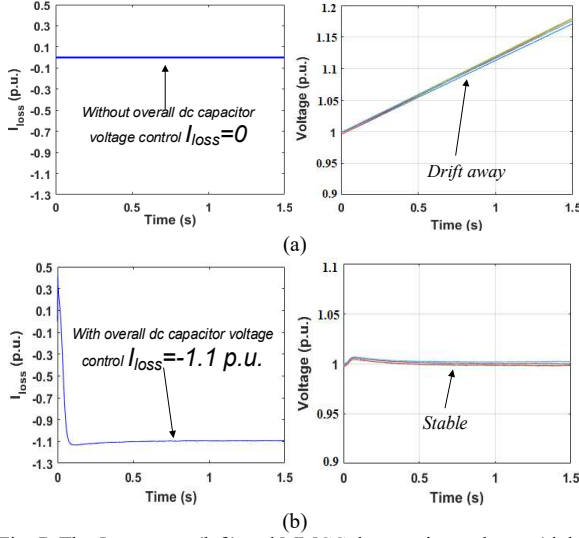 0.5
0.3
0.1
-0.1
-0.3
-0.5
-0.7
-0.9
-1.1
-1.3
I_loss (p.u.)
Without overall dc capacitor
voltage control I_loss=0
0 0.5 1 1.5
Time (s)
1.2
1.15
1.1
1.05
1
0.95
0.9
Voltage (p.u.)
Drift away
0 0.5 1 1.5
Time (s)
(a)
0.5
0.3
0.1
-0.1
-0.3
-0.5
-0.7
-0.9
-1.1
-1.3
I_loss (p.u.)
With overall dc capacitor voltage
control I_loss=-1.1 p.u.
0 0.5 1 1.5
Time (s)
1.1
1.05
1
0.95
0.9
Voltage (p.u.)
Stable
0 0.5 1 1.5
Time (s)
(b)